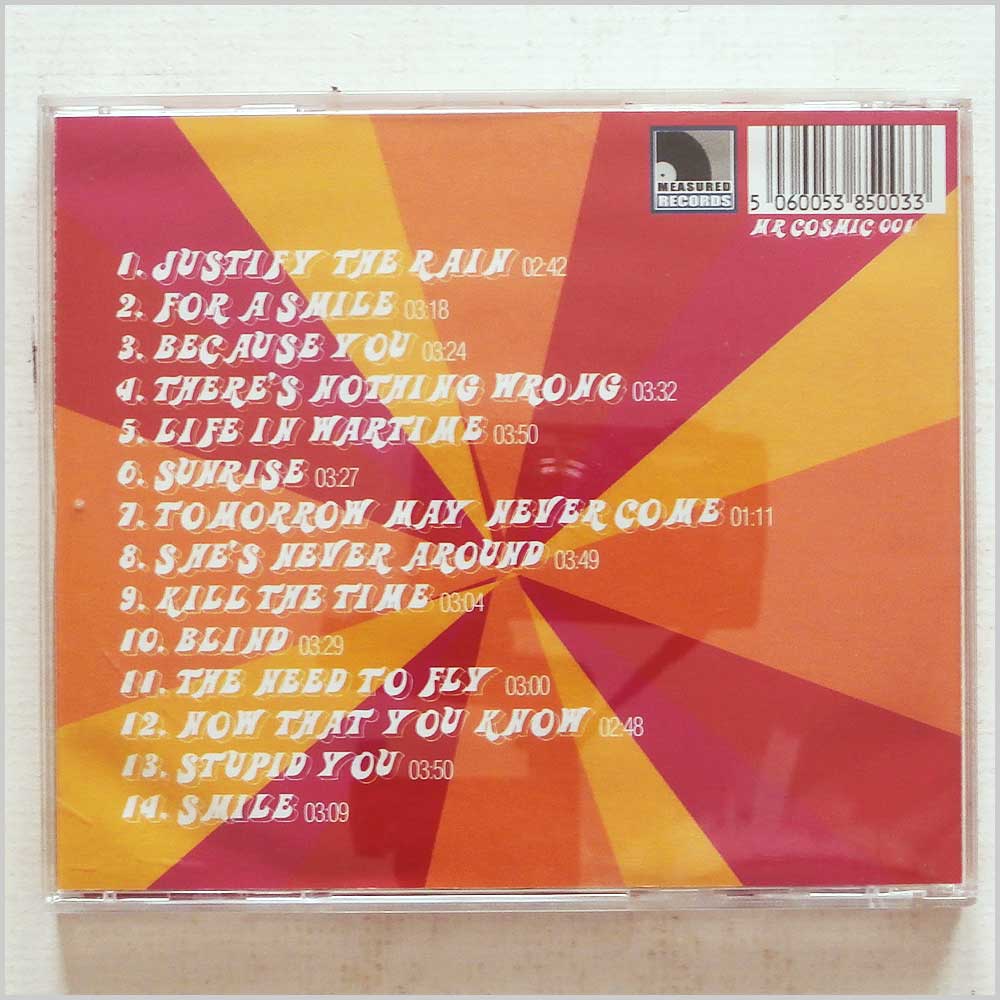 MEASURED
RECORDS
5 060053 850033
MR COSMIC 001
1. JUSTIFY THE RAIN 02:42
2. FOR A SMILE 03:18
3. BECAUSE YOU 03:24
4. THERE'S NOTHING WRONG 03:32
5. LIFE IN WARTIME 03:50
6. SUNRISE 03:27
7. TOMORROW MAY NEVER COME 01:11
8. SHE'S NEVER AROUND 03:49
9. KILL THE TIME 03:04
10. BLIND 03:29
11. THE NEED TO FLY 03:00
12. NOW THAT YOU KNOW 02:48
13. STUPID YOU 03:50
14. SMILE 03:09